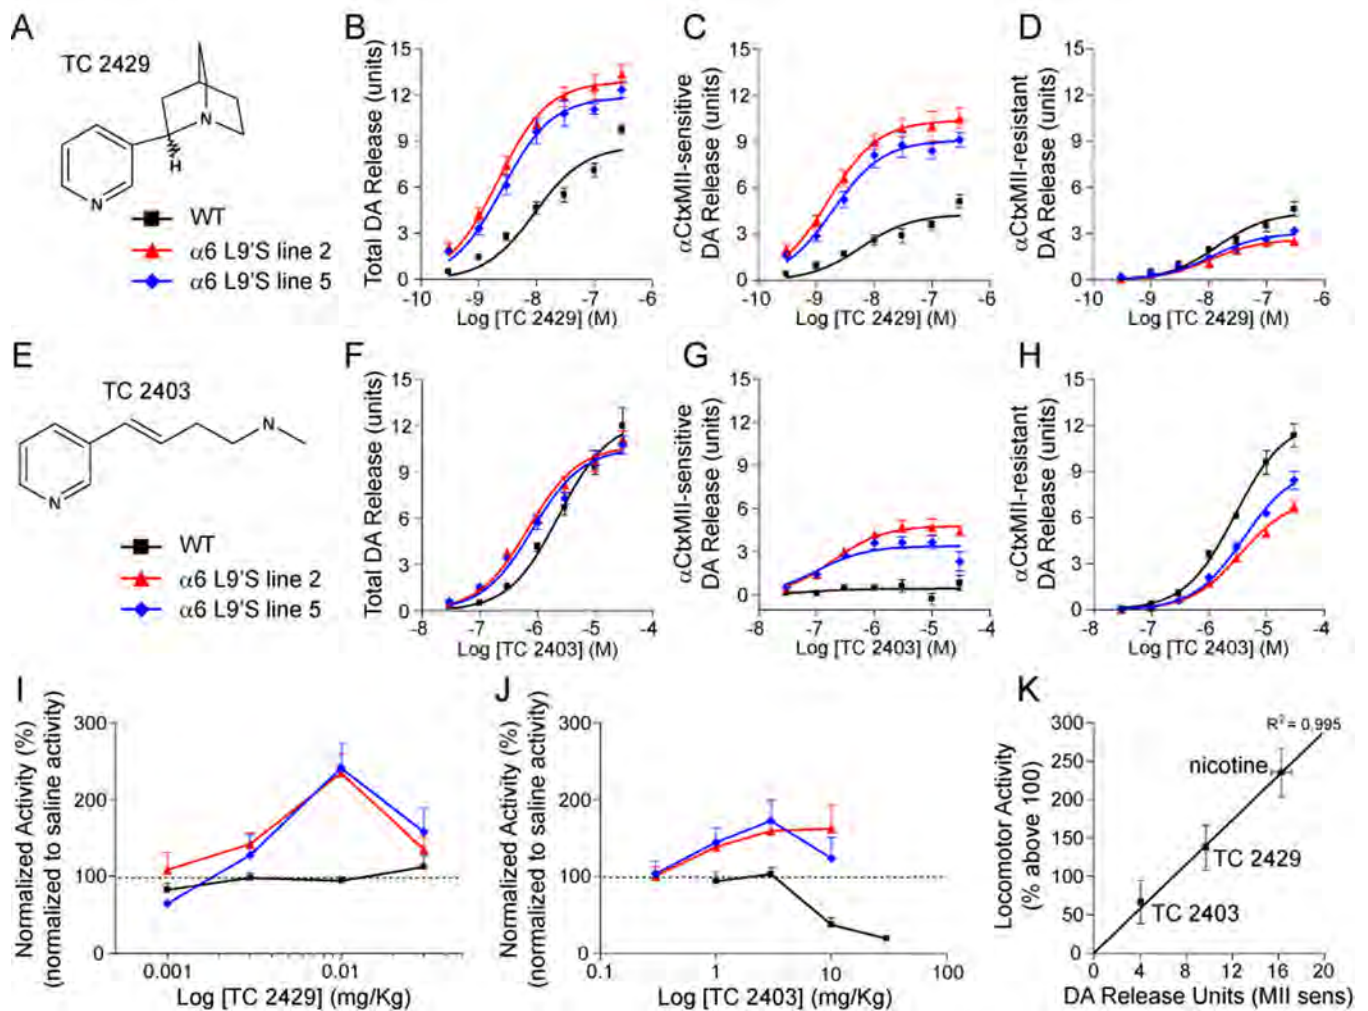 A
TC 2429
N
H
N
WT
α6 L9'S line 2
α6 L9'S line 5
B
Total DA Release (units)
15
12
9
6
3
0
-10 -9 -8 -7 -6
Log [TC 2429] (M)
C
αCtxMII-sensitive
DA Release (units)
15
12
9
6
3
0
-10 -9 -8 -7 -6
Log [TC 2429] (M)
D
αCtxMII-resistant
DA Release (units)
15
12
9
6
3
0
-10 -9 -8 -7 -6
Log [TC 2429] (M)
E
TC 2403
N
N
WT
α6 L9'S line 2
α6 L9'S line 5
F
Total DA Release (units)
15
12
9
6
3
0
-8 -7 -6 -5 -4
Log [TC 2403] (M)
G
αCtxMII-sensitive
DA Release (units)
15
12
9
6
3
0
-8 -7 -6 -5 -4
Log [TC 2403] (M)
H
αCtxMII-resistant
DA Release (units)
15
12
9
6
3
0
-8 -7 -6 -5 -4
Log [TC 2403] (M)
I
Normalized Activity (%)
(normalized to saline activity)
300
200
100
0
0.001 0.01
Log [TC 2429] (mg/Kg)
J
Normalized Activity (%)
(normalized to saline activity)
300
200
100
0
0.1 1 10 100
Log [TC 2403] (mg/Kg)
K
Locomotor Activity
(% above 100)
300
250
200
150
100
50
0
R² = 0.995
nicotine
TC 2429
TC 2403
0 4 8 12 16 20
DA Release Units (MII sens)